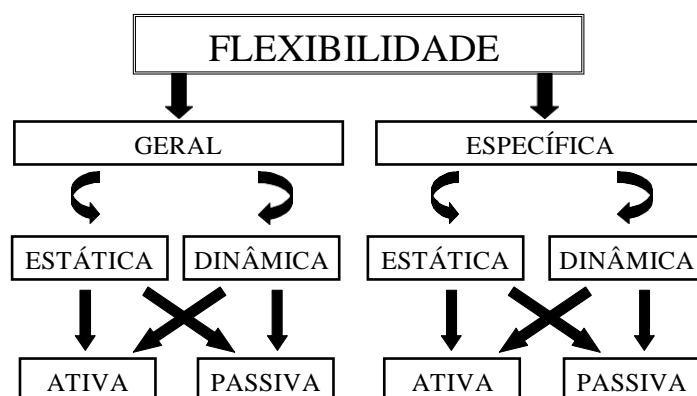 FLEXIBILIDADE
GERAL
ESPECÍFICA
ESTÁTICA
DINÂMICA
ESTÁTICA
DINÂMICA
ATIVA
PASSIVA
ATIVA
PASSIVA